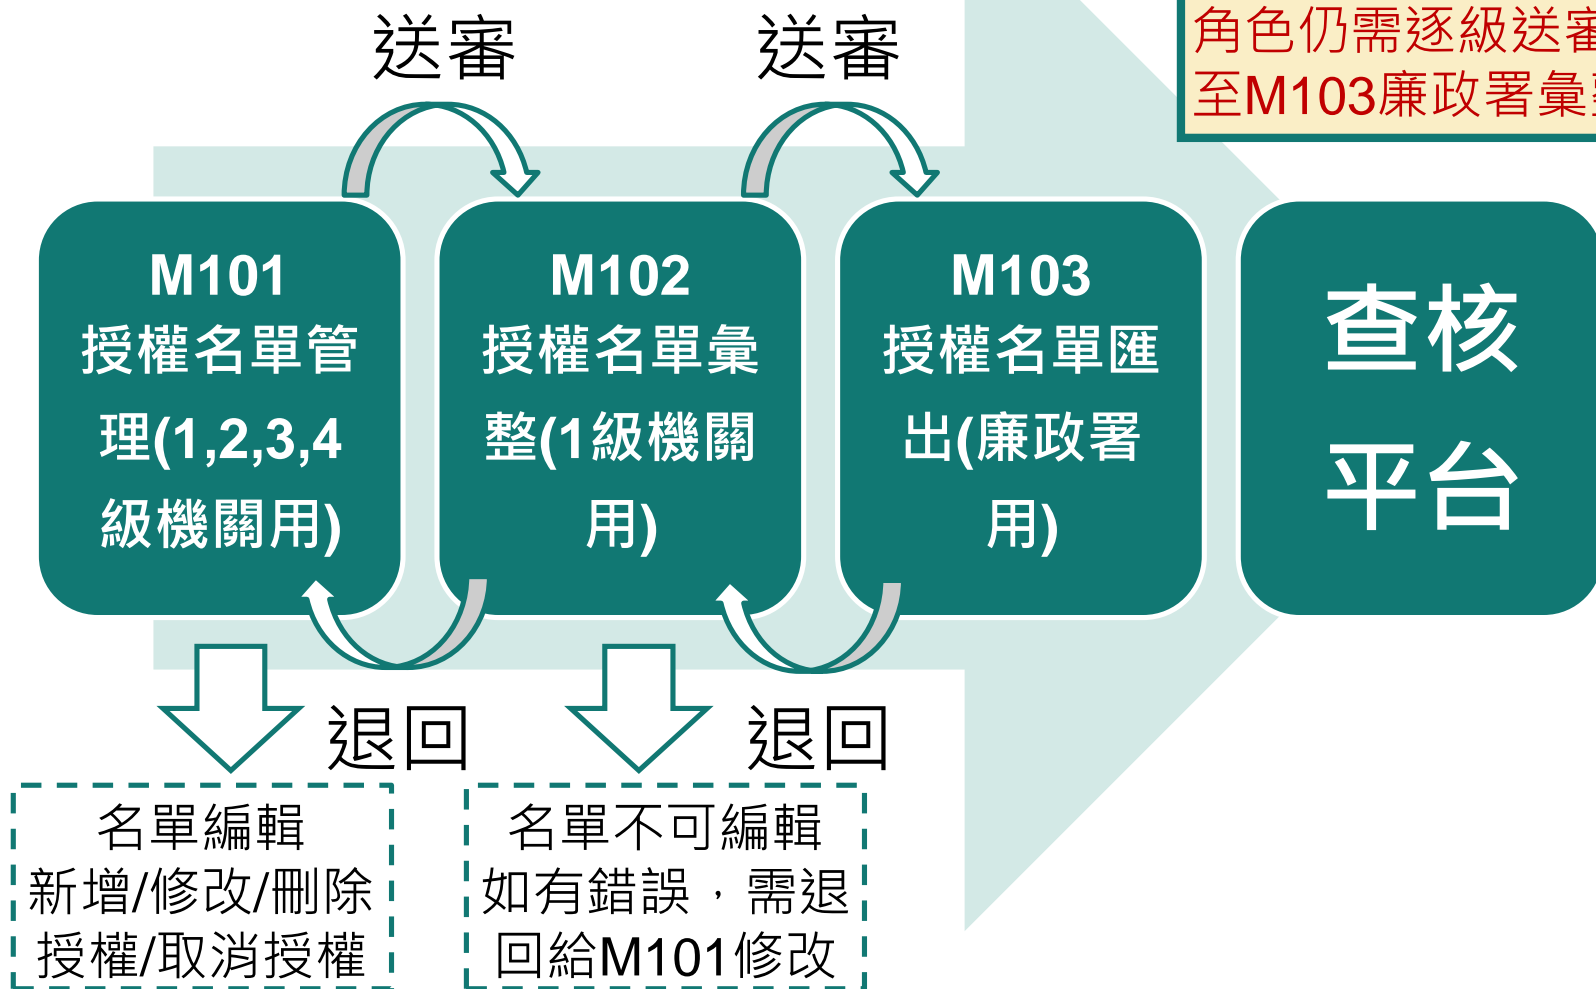 送審
送審
角色仍需逐級送審
至M103廉政署彙
M101
授權名單管
理(1,2,3,4
級機關用)
M102
授權名單彙
整(1級機關
用)
M103
授權名單匯
出(廉政署
用)
查核
平台
退回
退回
名單編輯
新增/修改/刪除
授權/取消授權
名單不可編輯
如有錯誤，需退
回給M101修改